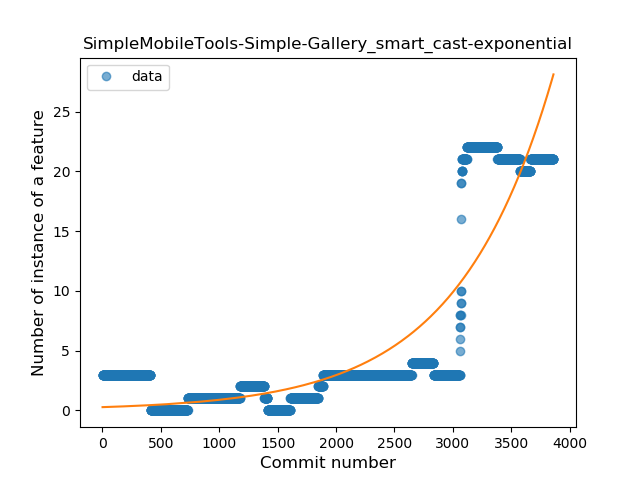 SimpleMobileTools-Simple-Gallery_smart_cast-exponential
data
Number of instance of a feature
25
20
15
10
5
0
0 500 1000 1500 2000 2500 3000 3500 4000
Commit number